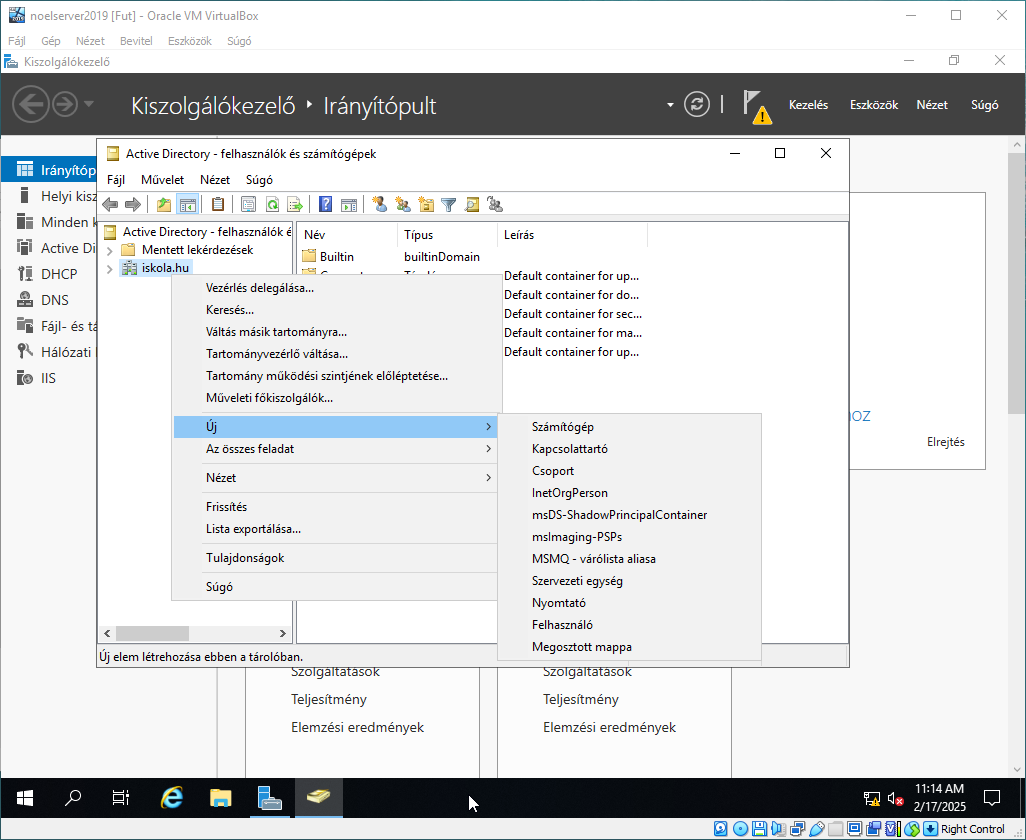 noelserver2019 [Fut] - Oracle VM VirtualBox
Fájl Gép Nézet Bevitel Eszközök Súgó
Kiszolgálókezelő
Kiszolgálókezelő Irányítópult
Kezelés Eszközök Nézet Súgó
Active Directory - felhasználók és számítógépek
Fájl Művelet Nézet Súgó
Irányítóp
Helyi kisz
Minden k
Active Di
DHCP
DNS
Fájl- és tá
Hálózati
IIS
Active Directory - felhasználók é
Mentett lekérdezések
iskola.hu
Név Típus Leírás
Builtin builtinDomain
Default container for up...
Default container for do...
Default container for sec...
Default container for ma...
Default container for up...
Vezérlés delegálása...
Keresés...
Váltás másik tartományra...
Tartományvezérlő váltása...
Tartomány működési szintjének előléptetése...
Műveleti főkiszolgálók...
Új
Az összes feladat
Nézet
Frissítés
Lista exportálása...
Tulajdonságok
Súgó
Számítógép
Kapcsolattartó
Csoport
InetOrgPerson
msDS-ShadowPrincipalContainer
msImaging-PSPs
MSMQ - várólista aliasa
Szervezeti egység
Nyomtató
Felhasználó
Megosztott mappa
HOZ
Elrejtés
Új elem létrehozása ebben a tárolóban.
Szolgáltatások Szolgáltatások
Teljesítmény Teljesítmény
Elemzési eredmények Elemzési eredmények
11:14 AM
2/17/2025
Right Control